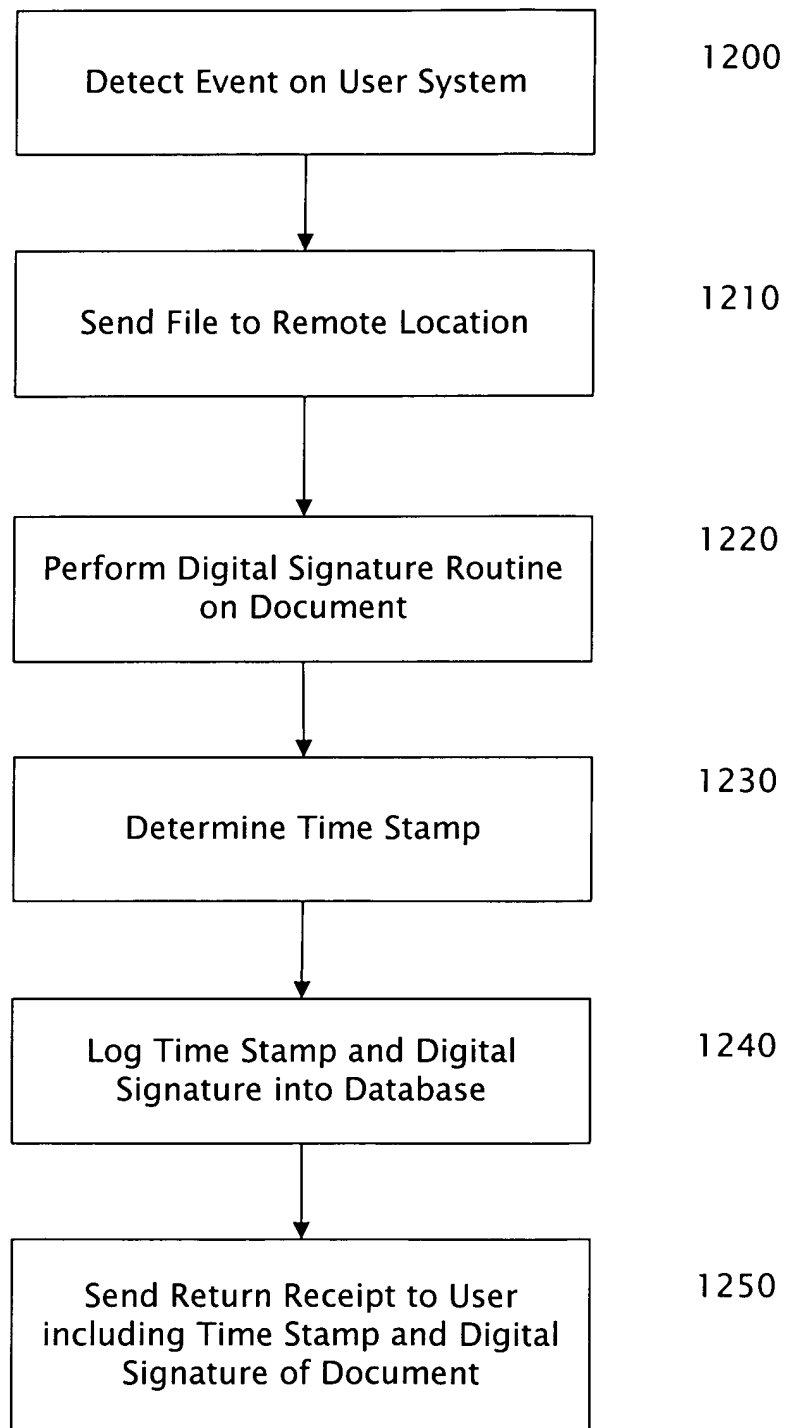 Detect Event on User System
1200
Send File to Remote Location
1210
Perform Digital Signature Routine
on Document
1220
Determine Time Stamp
1230
Log Time Stamp and Digital
Signature into Database
1240
Send Return Receipt to User
including Time Stamp and Digital
Signature of Document
1250